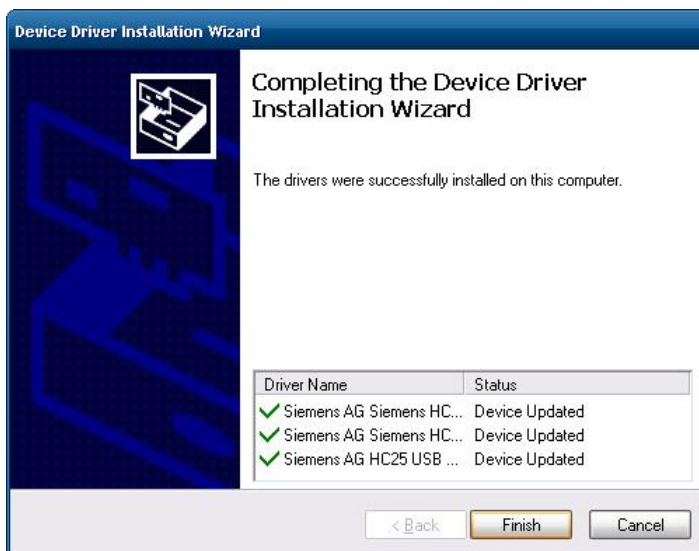 Device Driver Installation Wizard
Completing the Device Driver
Installation Wizard
The drivers were successfully installed on this computer.
Driver Name Status
Siemens AG Siemens HC... Device Updated
Siemens AG Siemens HC... Device Updated
Siemens AG HC25 USB ... Device Updated
< Back Finish Cancel